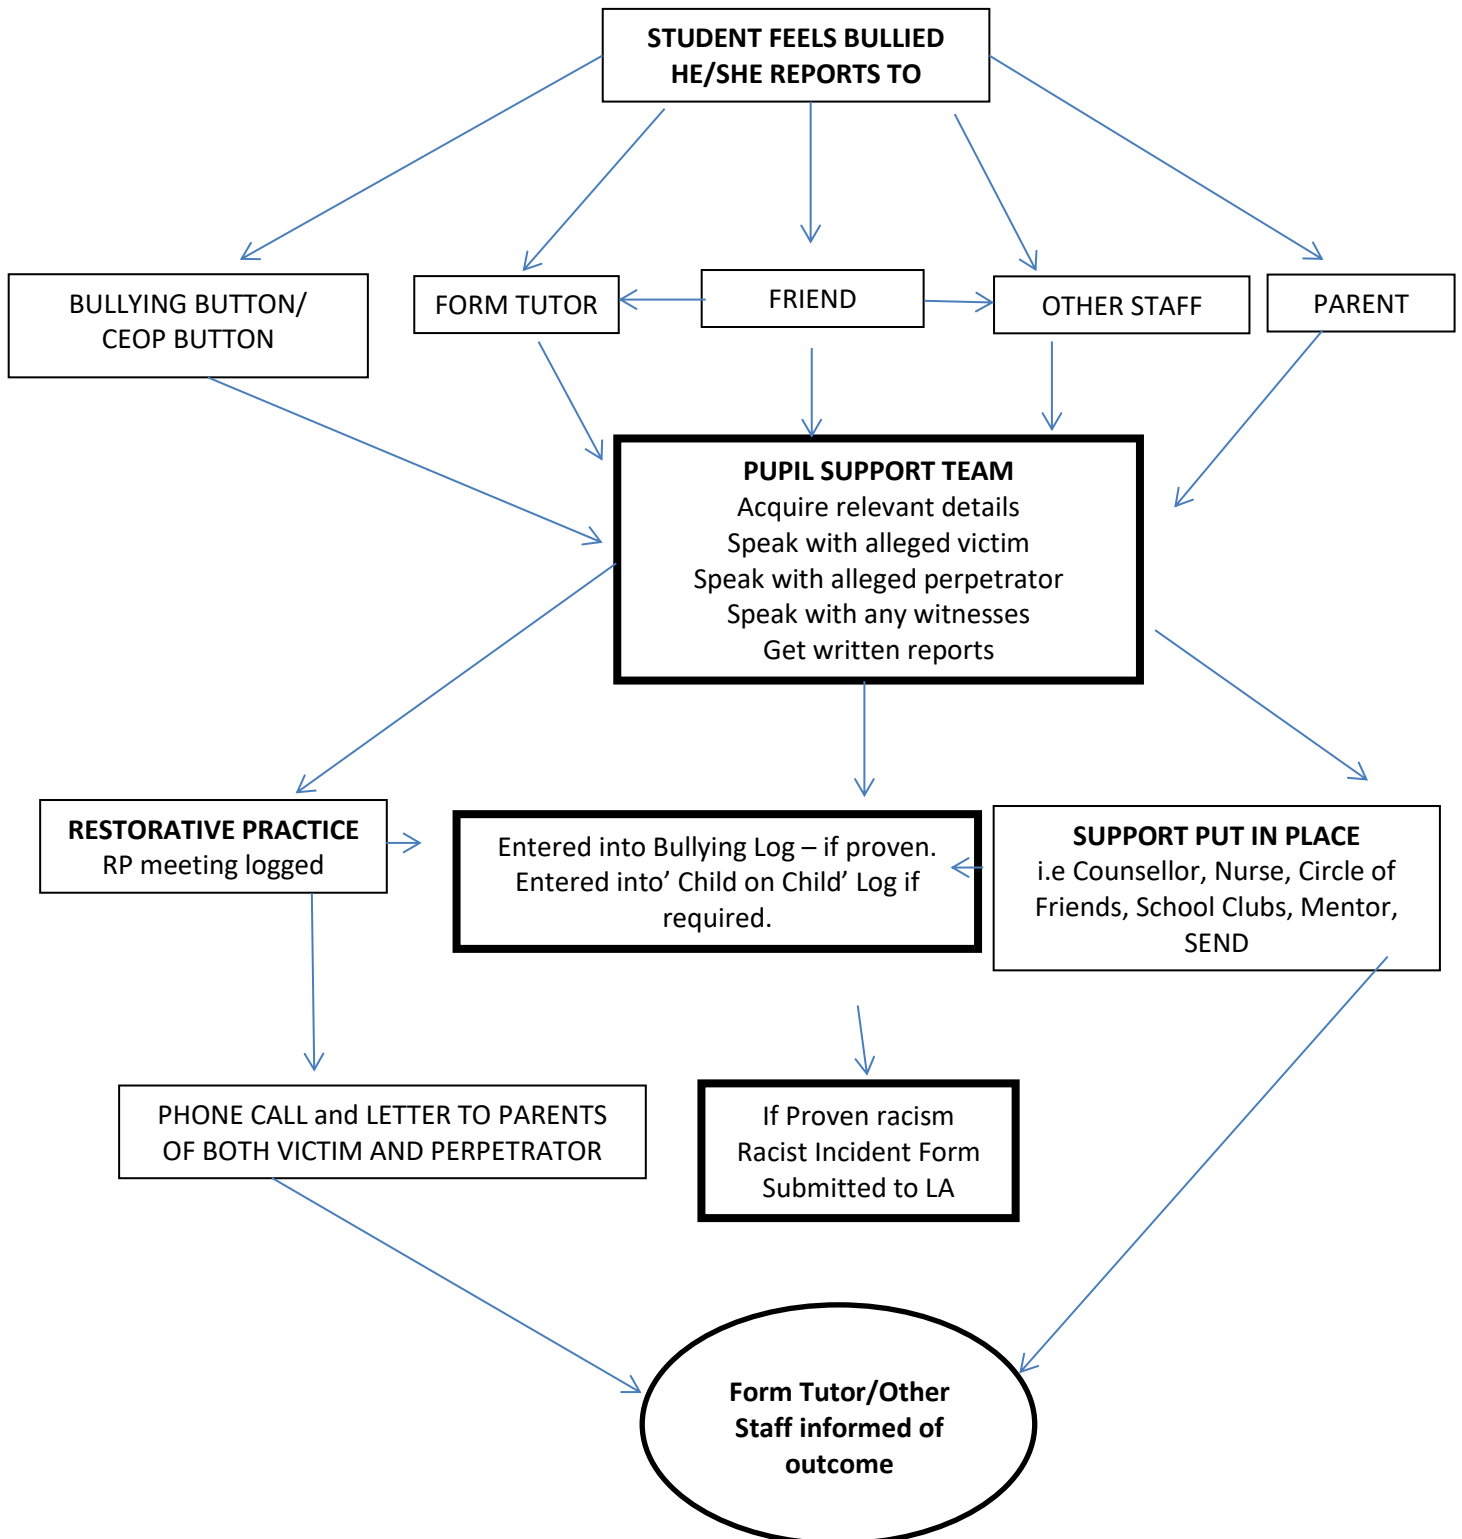 STUDENT FEELS BULLIED
HE/SHE REPORTS TO
BULLYING BUTTON/
CEOP BUTTON
FORM TUTOR
FRIEND
OTHER STAFF
PARENT
PUPIL SUPPORT TEAM
Acquire relevant details
Speak with alleged victim
Speak with alleged perpetrator
Speak with any witnesses
Get written reports
RESTORATIVE PRACTICE
RP meeting logged
Entered into Bullying Log – if proven.
Entered into’ Child on Child’ Log if
required.
SUPPORT PUT IN PLACE
i.e Counsellor, Nurse, Circle of
Friends, School Clubs, Mentor,
SEND
PHONE CALL and LETTER TO PARENTS
OF BOTH VICTIM AND PERPETRATOR
If Proven racism
Racist Incident Form
Submitted to LA
Form Tutor/Other
Staff informed of
outcome